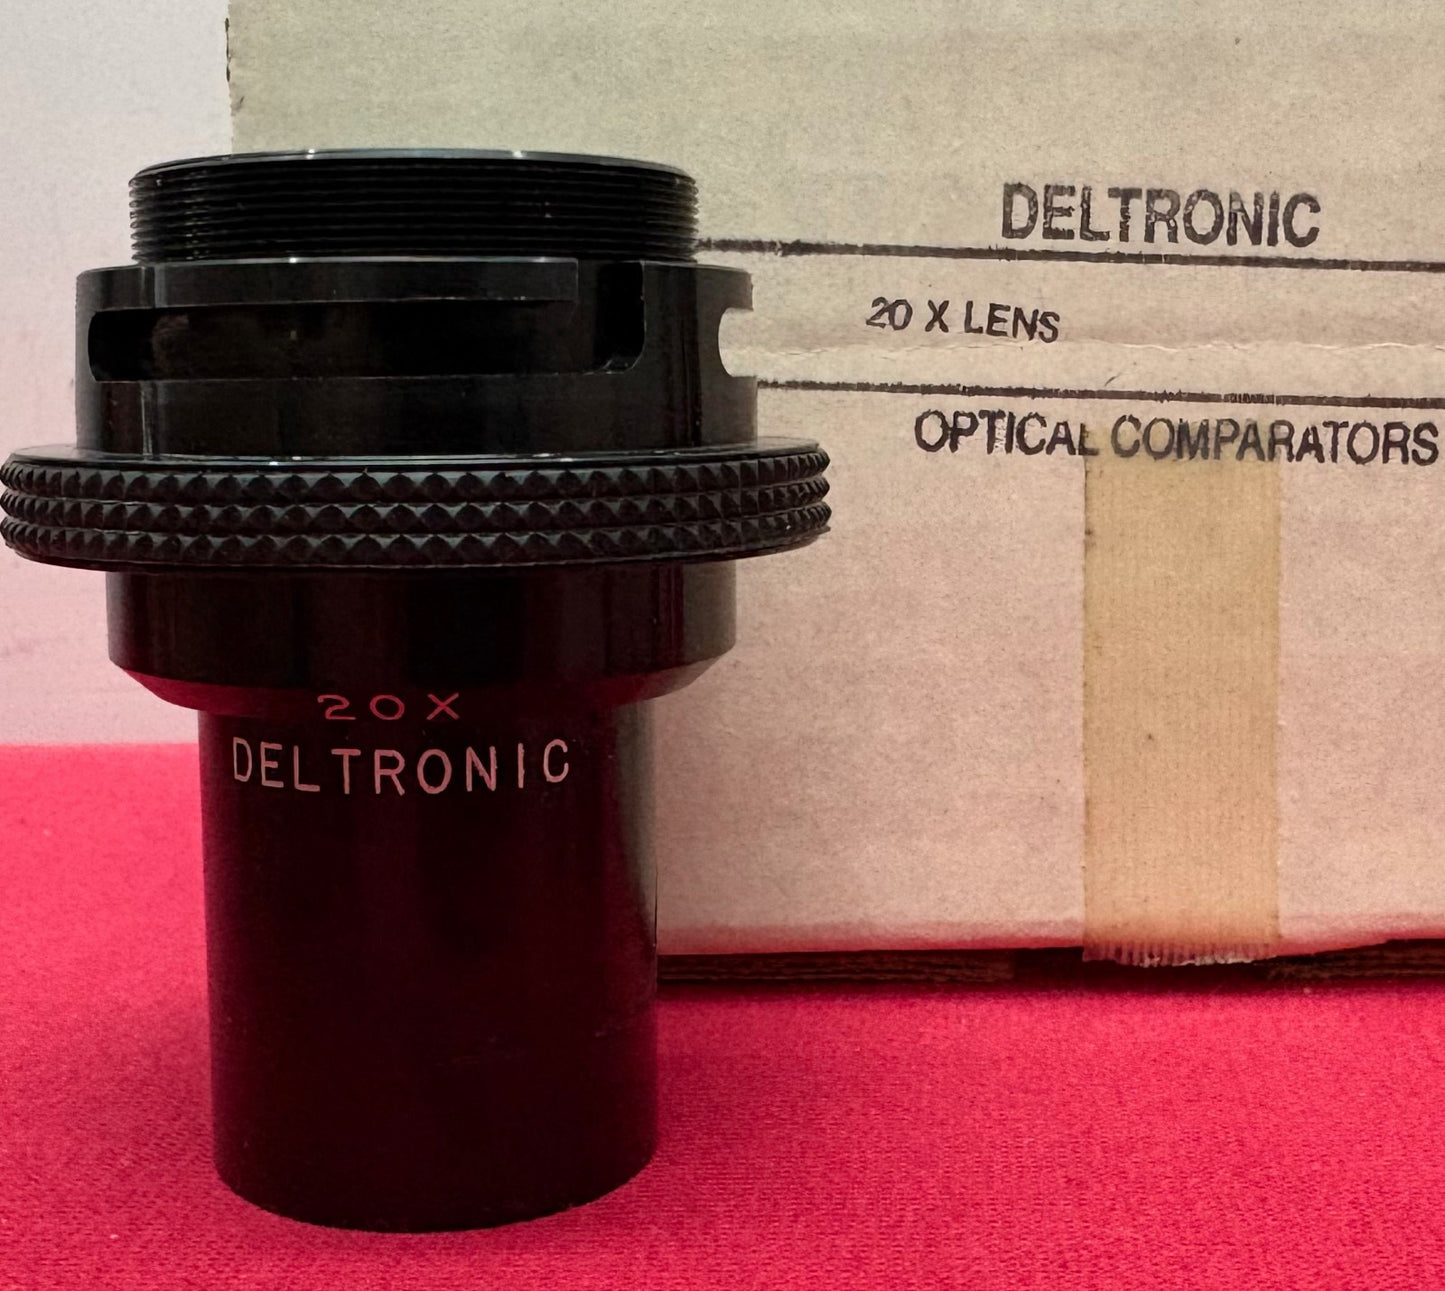 DELTRONIC
20 X LENS
OPTICAL COMPARATORS
20X
DELTRONIC